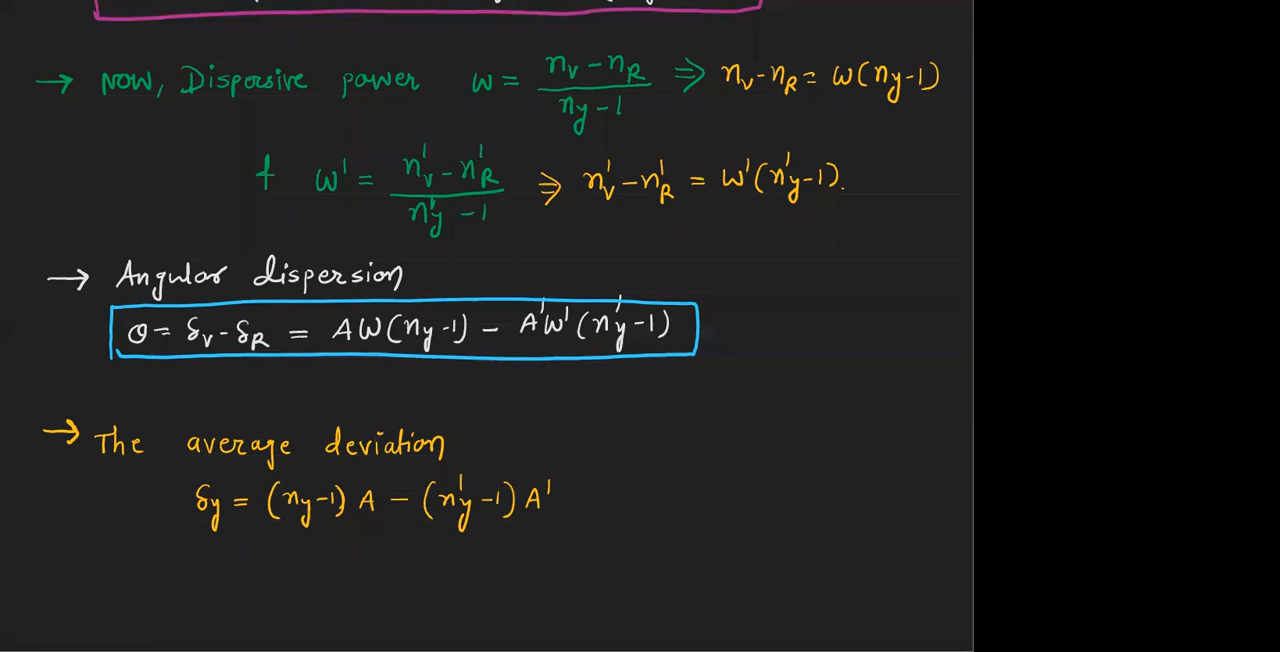 → NOW, Dispersive power ω = (n_V - n_R)/(n_y - 1) ⇒ n_V - n_R = ω(n_y - 1)
f ω' = (n'_V - n'_R)/(n'_y - 1) ⇒ n'_V - n'_R = ω'(n'_y - 1).
→ Angular dispersion
θ = δ_V - δ_R = Aω(n_y - 1) - A'ω'(n'_y - 1)
→ The average deviation
δ_y = (n_y - 1) A - (n'_y - 1) A'